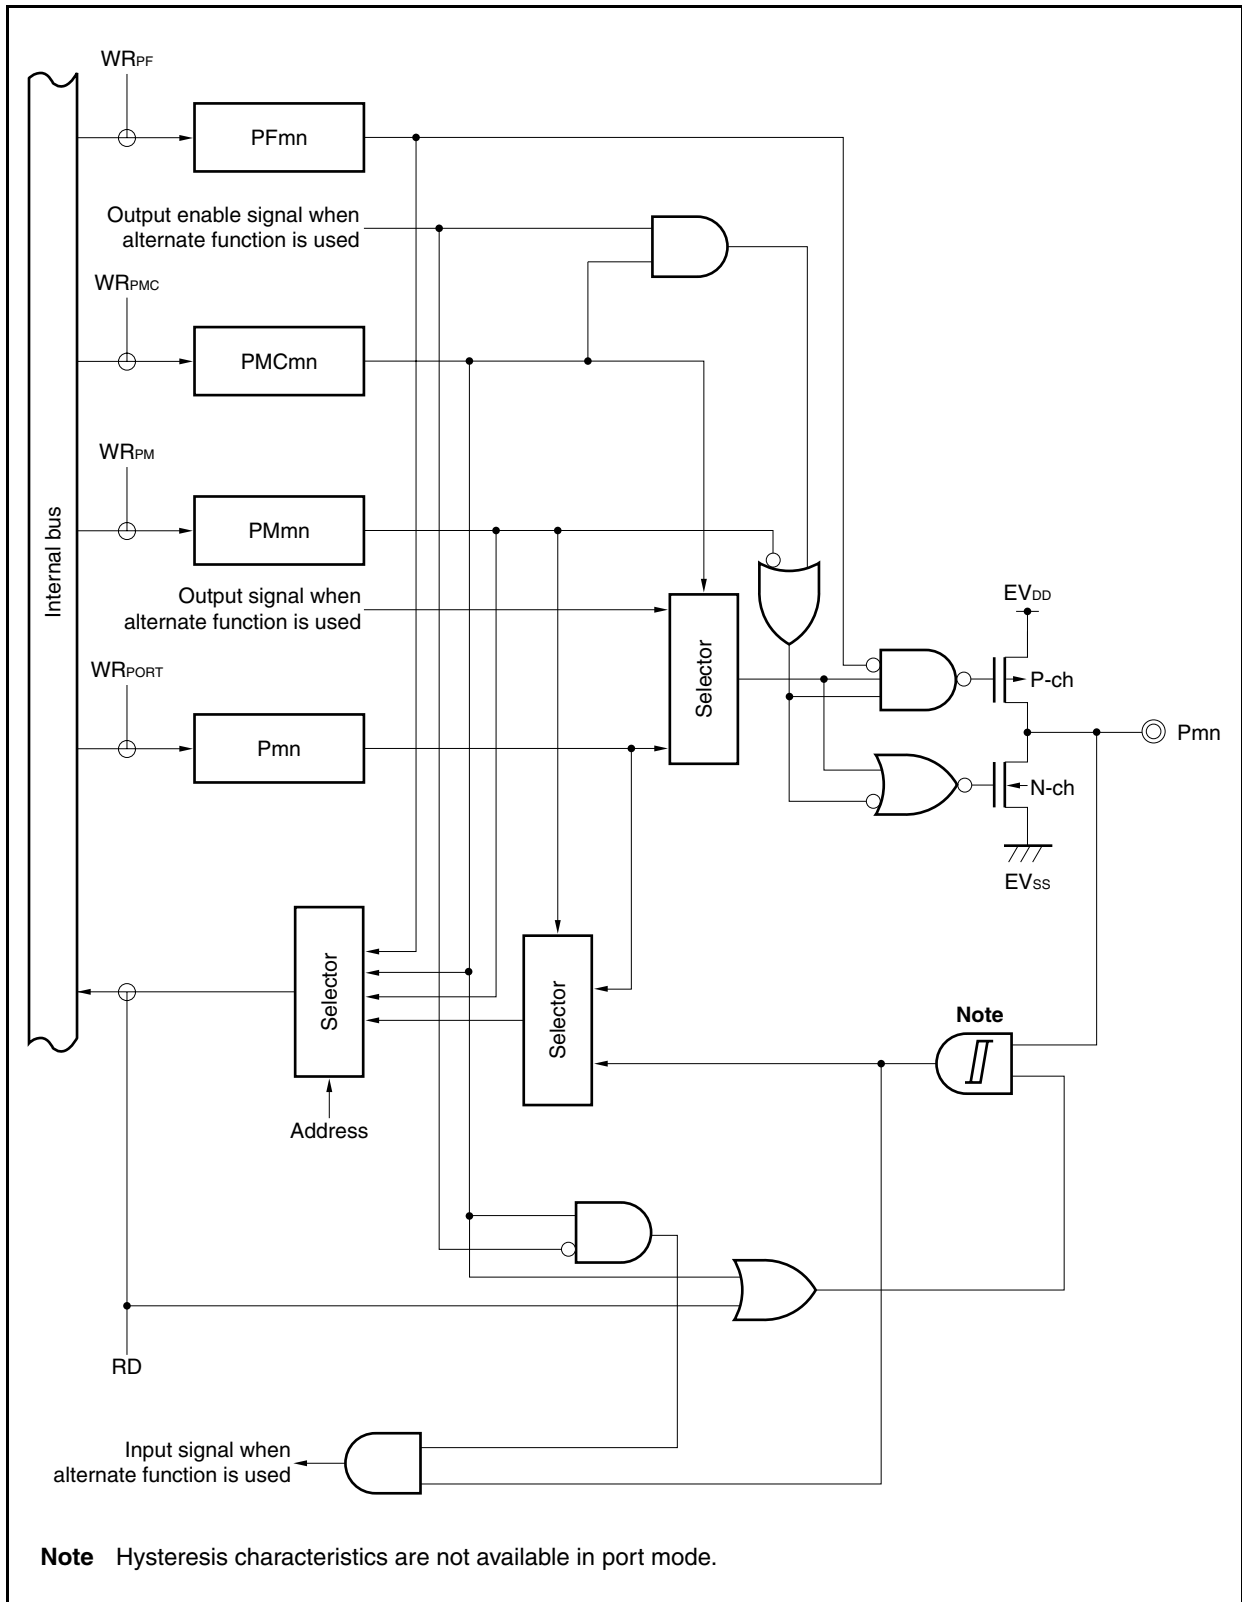 WRPF
PFmn
Output enable signal when
alternate function is used
WRPMC
PMCmn
WRPM
PMmn
Internal bus
Output signal when
alternate function is used
Selector
EVDD
P-ch
WRPORT
Pmn
Pmn
N-ch
EVSS
Selector
Selector
Note
Address
RD
Input signal when
alternate function is used
Note Hysteresis characteristics are not available in port mode.